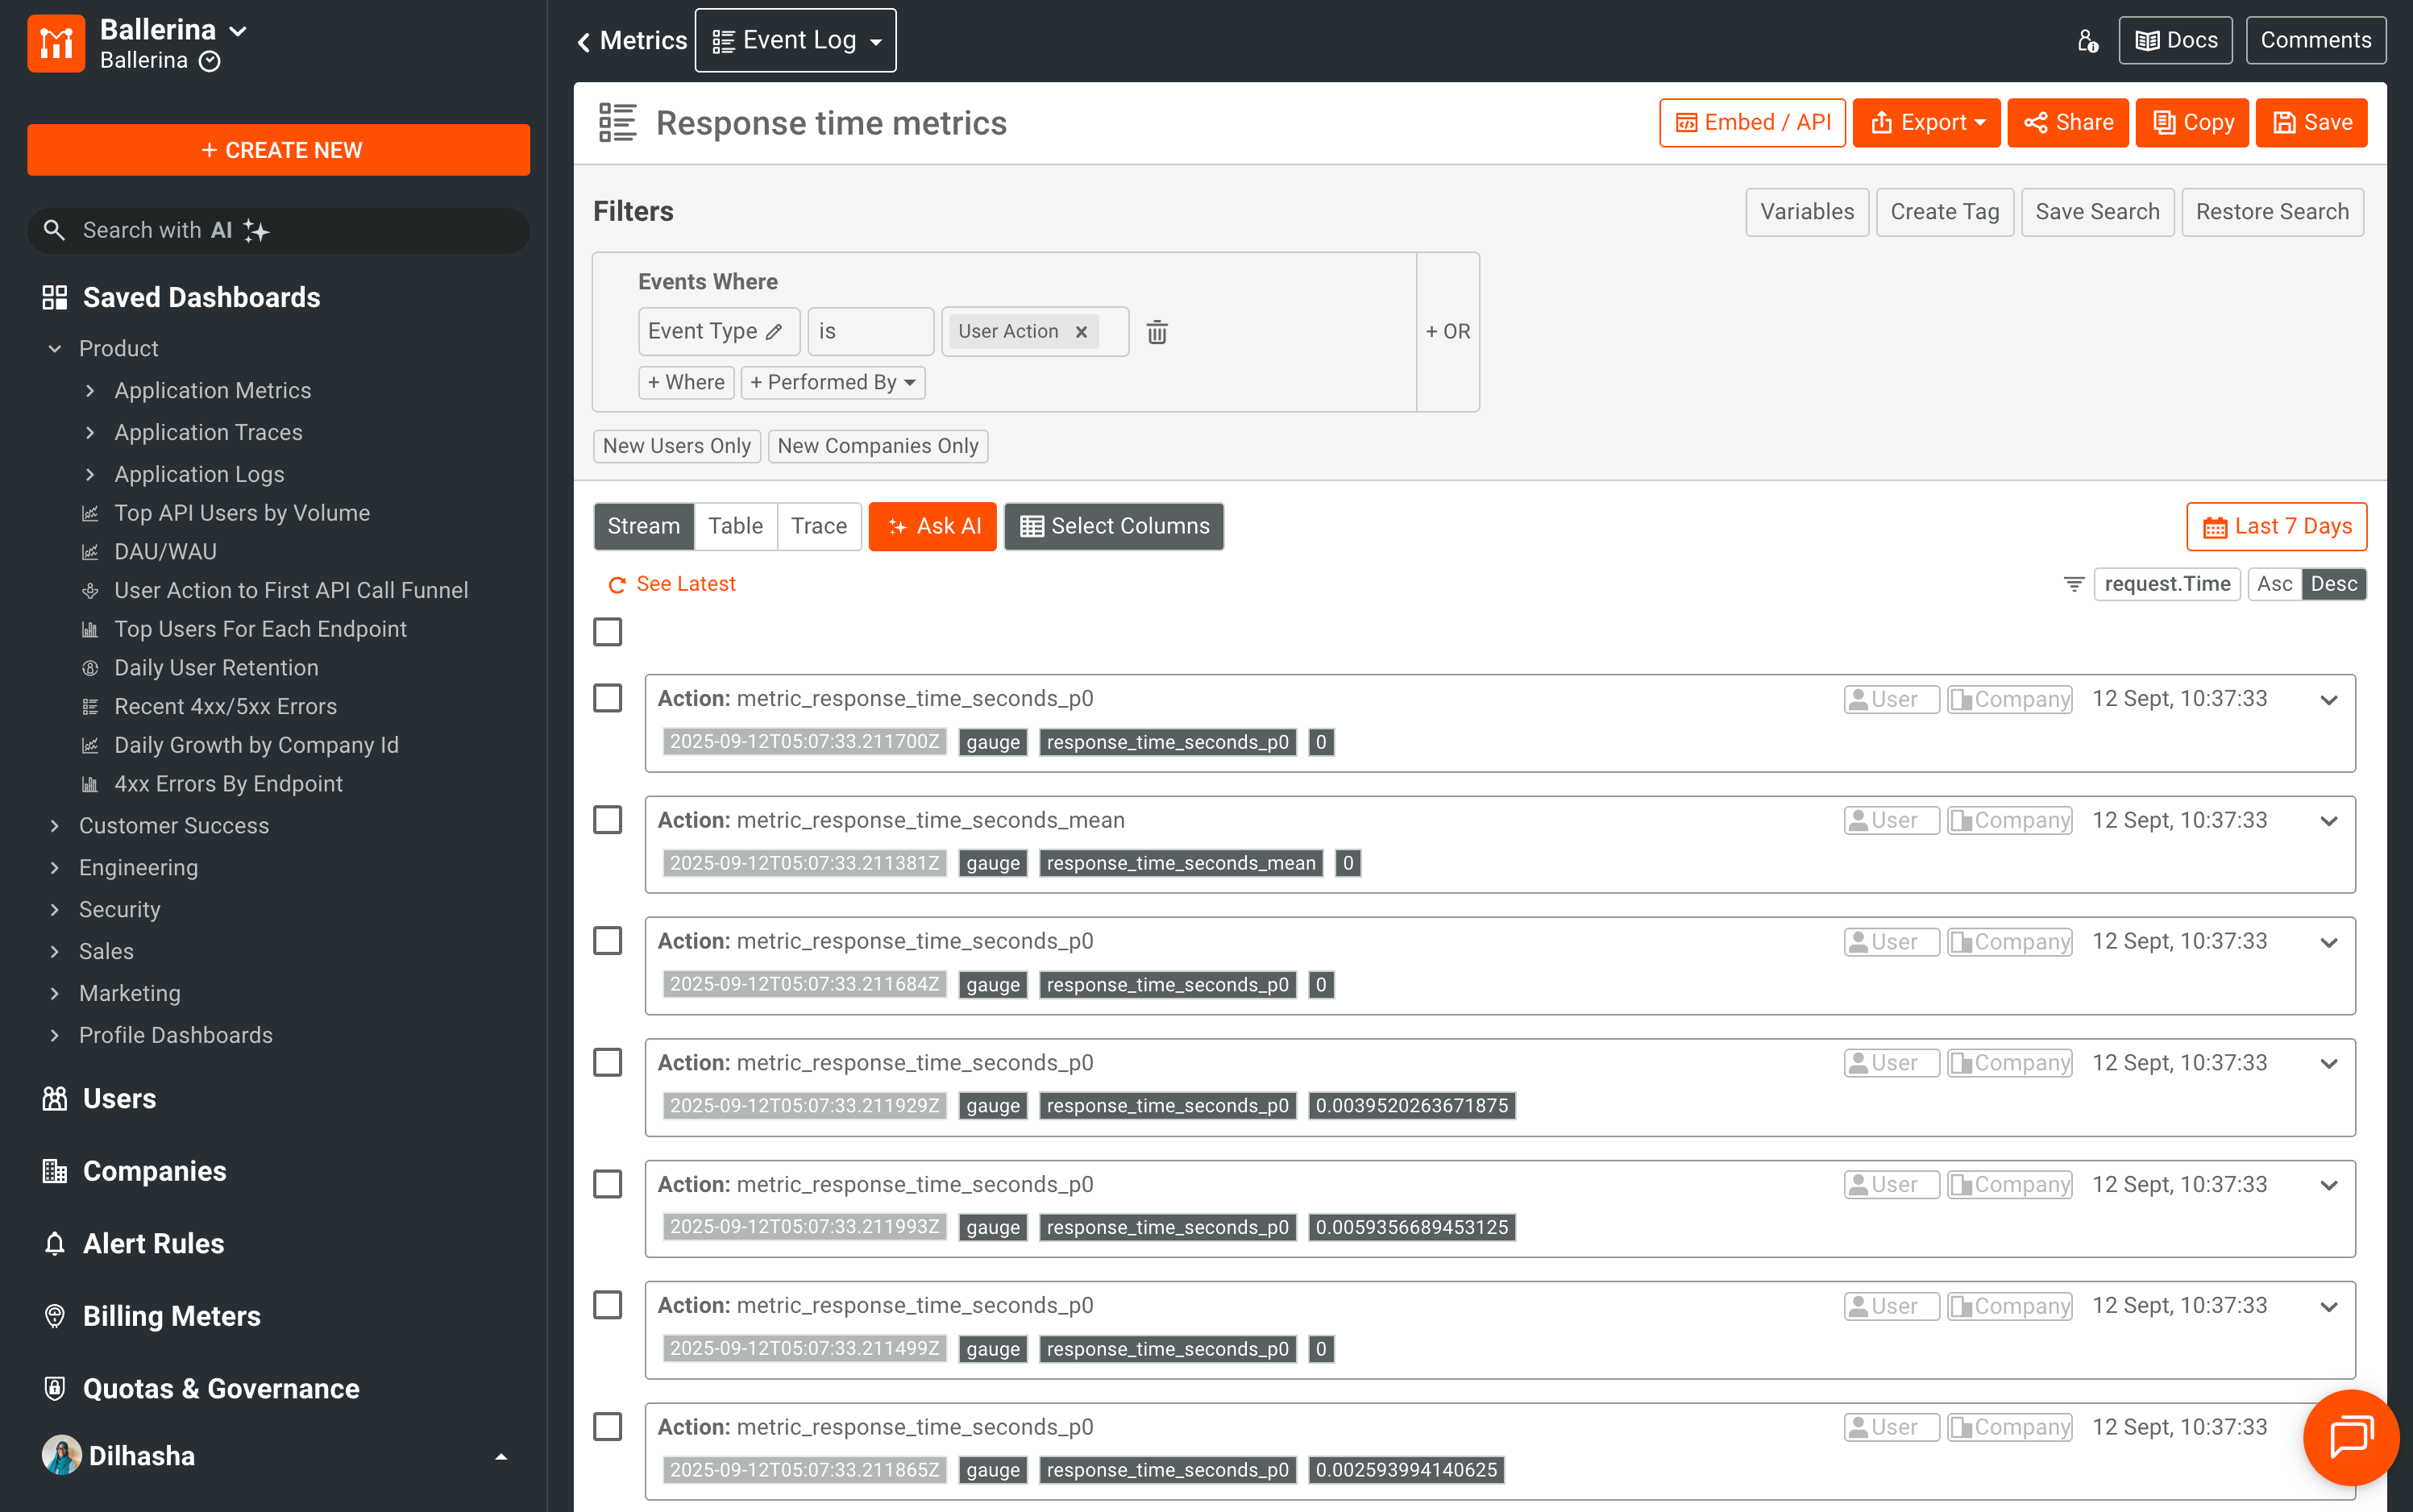 Ballerina
Ballerina
+ CREATE NEW
Search with AI
Saved Dashboards
Product
Application Metrics
Application Traces
Application Logs
Top API Users by Volume
DAU/WAU
User Action to First API Call Funnel
Top Users For Each Endpoint
Daily User Retention
Recent 4xx/5xx Errors
Daily Growth by Company Id
4xx Errors By Endpoint
Customer Success
Engineering
Security
Sales
Marketing
Profile Dashboards
Users
Companies
Alert Rules
Billing Meters
Quotas & Governance
Dilhasha
Metrics Event Log Docs Comments
Response time metrics Embed / API Export Share Copy Save
Filters Variables Create Tag Save Search Restore Search
Events Where
Event Type is User Action + OR
+ Where + Performed By
New Users Only New Companies Only
Stream Table Trace Ask AI Select Columns Last 7 Days
See Latest request.Time Asc Desc
Action: metric_response_time_seconds_p0 User Company 12 Sept, 10:37:33
2025-09-12T05:07:33.211700Z gauge response_time_seconds_p0 0
Action: metric_response_time_seconds_mean User Company 12 Sept, 10:37:33
2025-09-12T05:07:33.211381Z gauge response_time_seconds_mean 0
Action: metric_response_time_seconds_p0 User Company 12 Sept, 10:37:33
2025-09-12T05:07:33.211684Z gauge response_time_seconds_p0 0
Action: metric_response_time_seconds_p0 User Company 12 Sept, 10:37:33
2025-09-12T05:07:33.211929Z gauge response_time_seconds_p0 0.0039520263671875
Action: metric_response_time_seconds_p0 User Company 12 Sept, 10:37:33
2025-09-12T05:07:33.211993Z gauge response_time_seconds_p0 0.0059356689453125
Action: metric_response_time_seconds_p0 User Company 12 Sept, 10:37:33
2025-09-12T05:07:33.211499Z gauge response_time_seconds_p0 0
Action: metric_response_time_seconds_p0 User Company 12 Sept, 10:37:33
2025-09-12T05:07:33.211865Z gauge response_time_seconds_p0 0.002593994140625